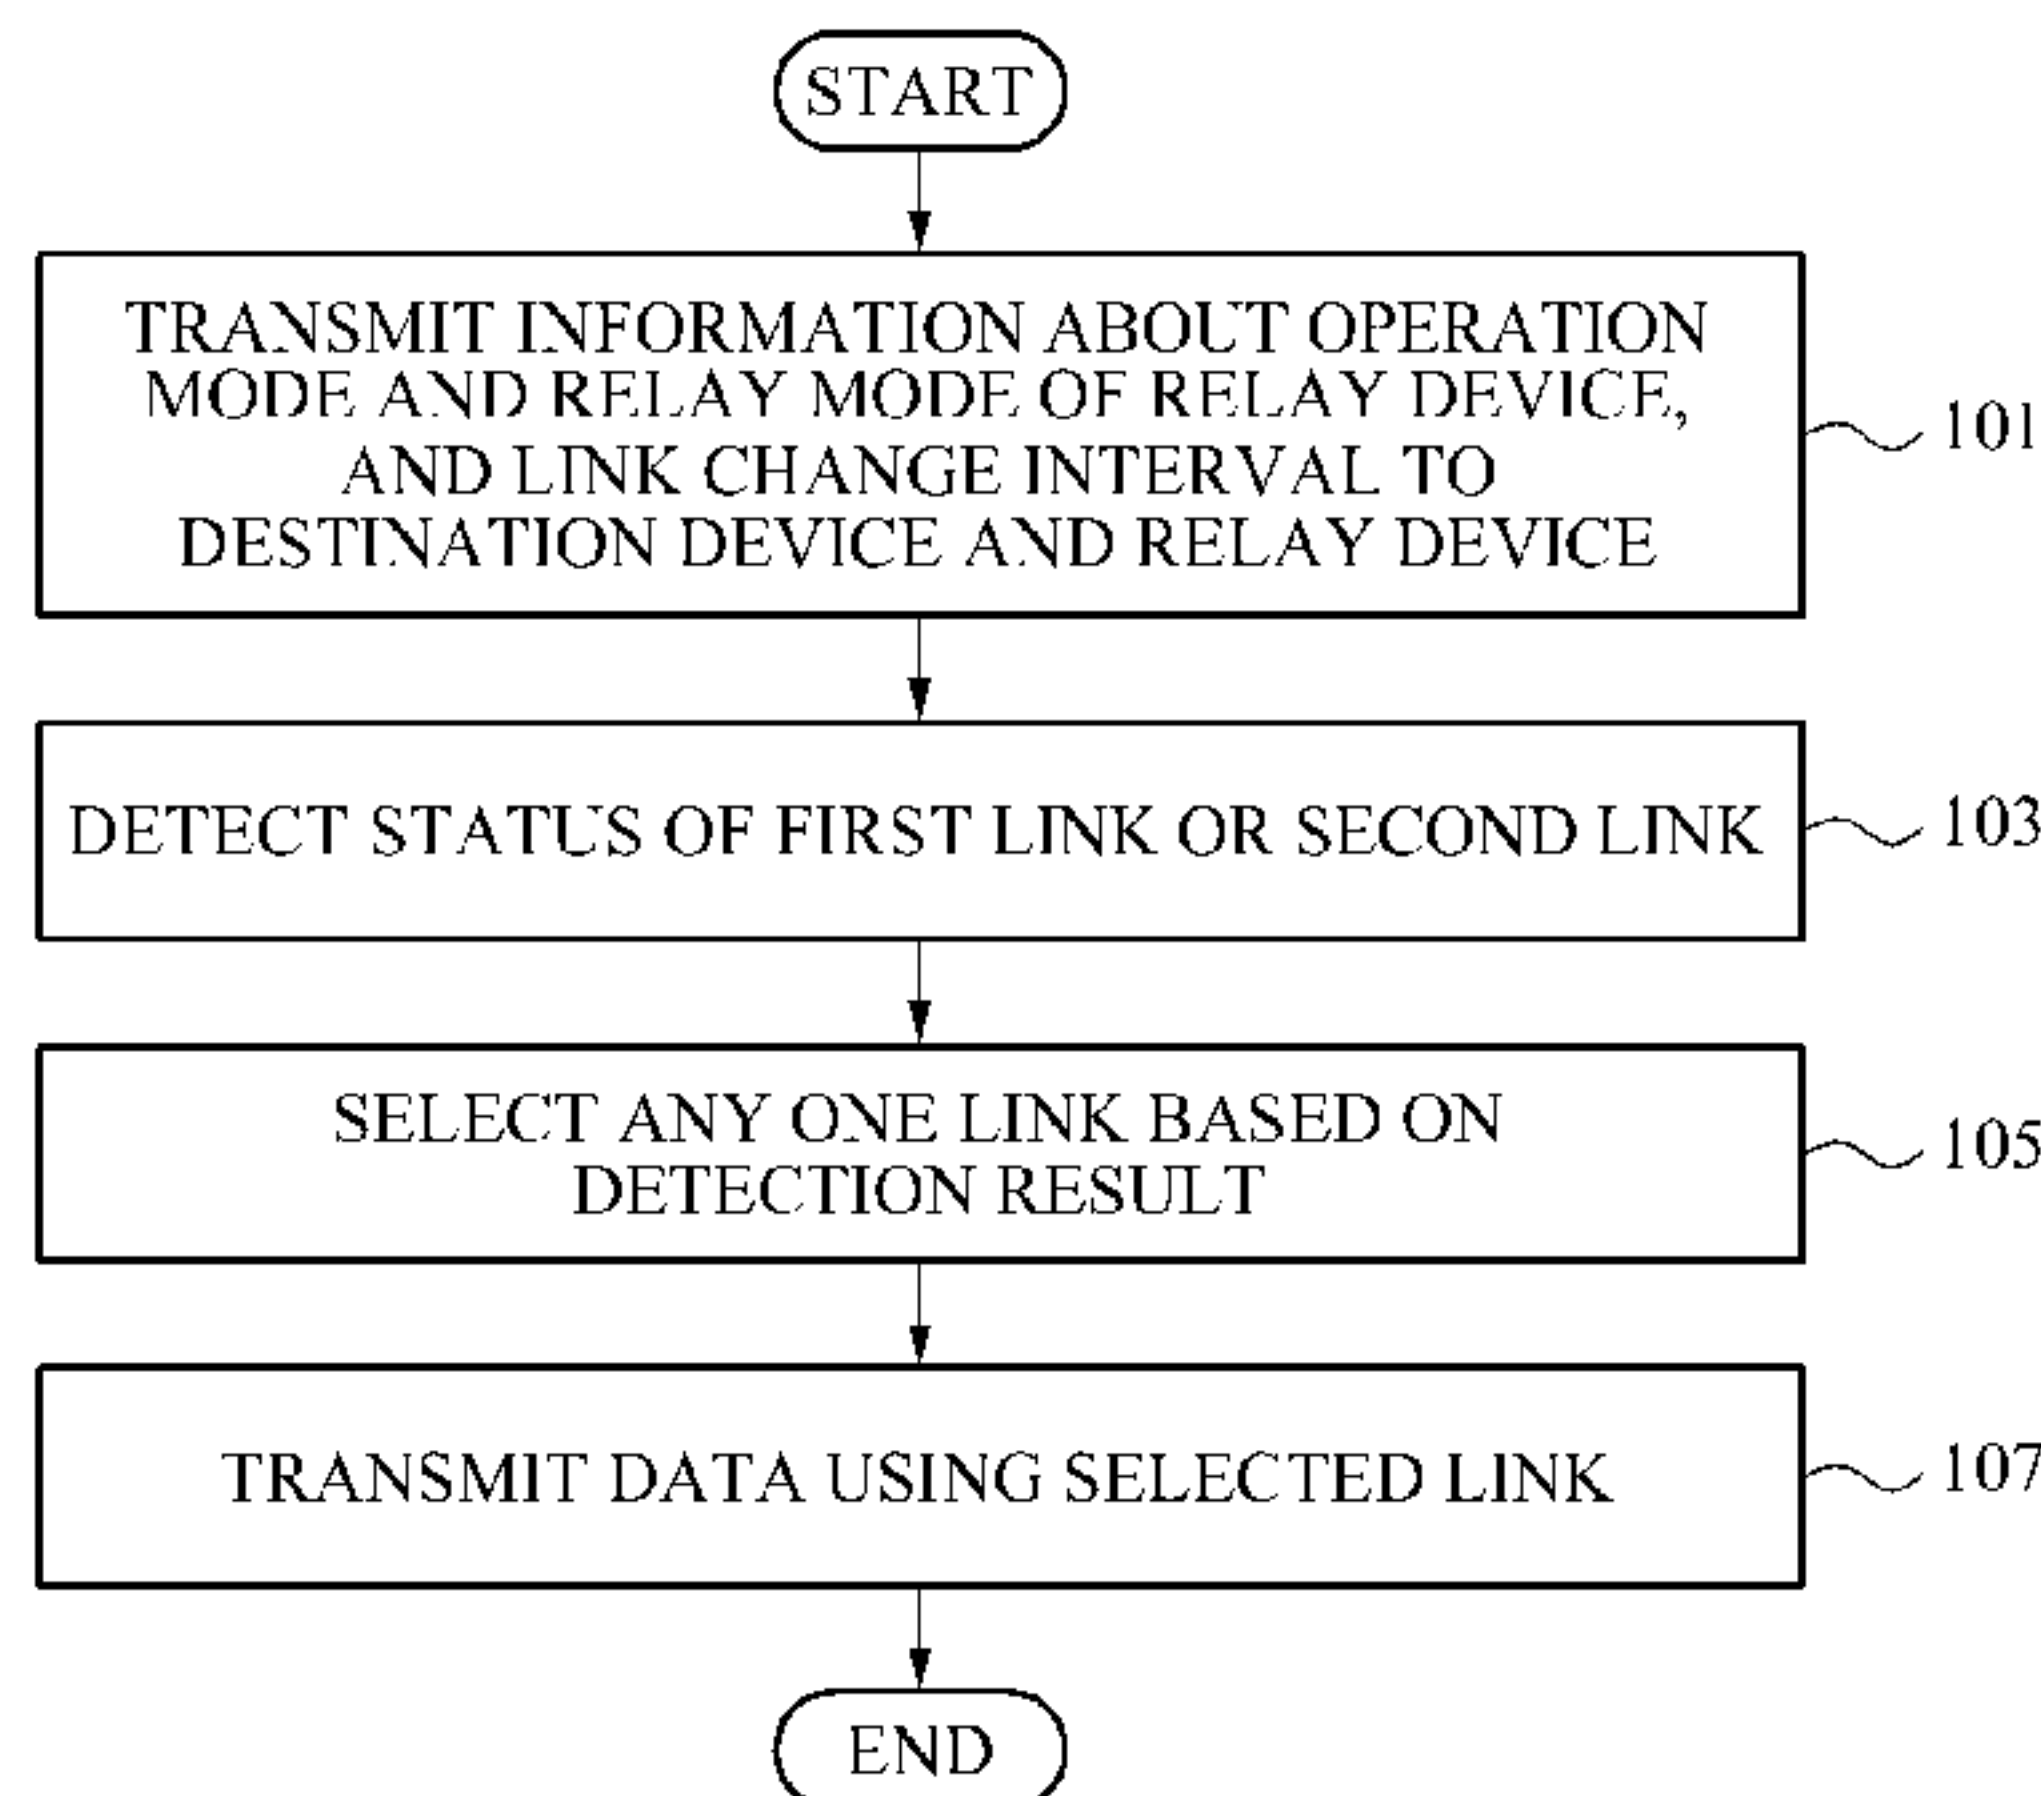 START
TRANSMIT INFORMATION ABOUT OPERATION
MODE AND RELAY MODE OF RELAY DEVICE,
AND LINK CHANGE INTERVAL TO
DESTINATION DEVICE AND RELAY DEVICE
101
DETECT STATUS OF FIRST LINK OR SECOND LINK
103
SELECT ANY ONE LINK BASED ON
DETECTION RESULT
105
TRANSMIT DATA USING SELECTED LINK
107
END